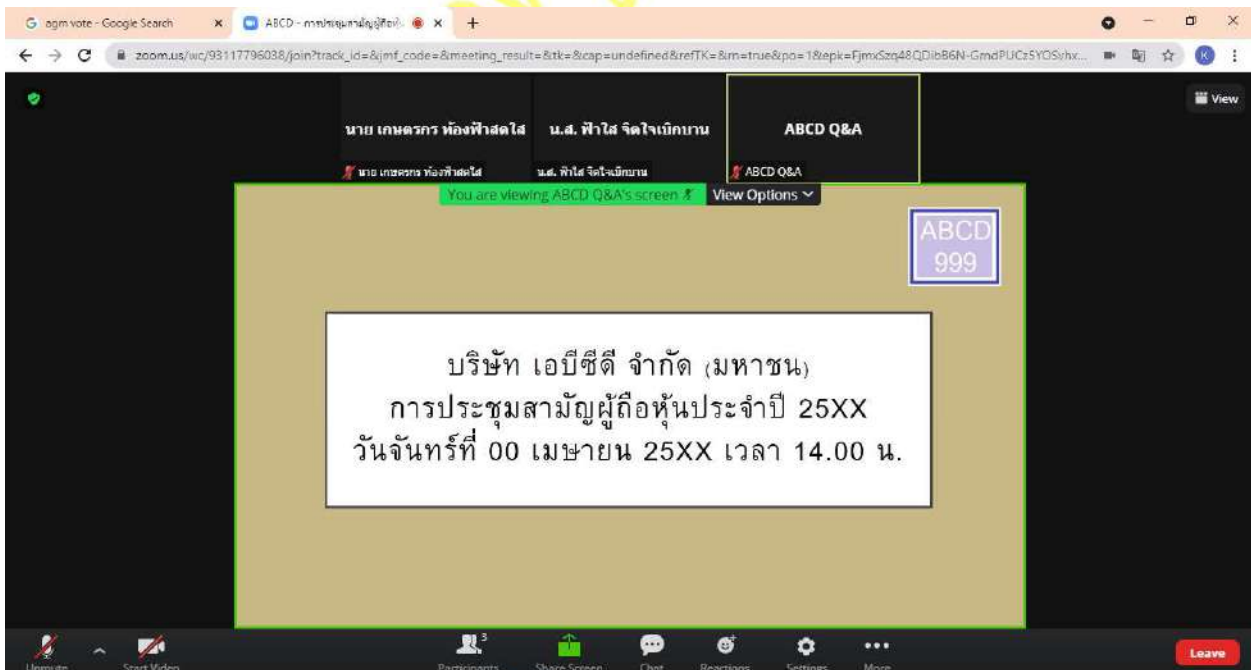 agm vote - Google Search
ABCD - การประชุมสามัญผู้ถือหุ้
zoom.us/wc/93117796038/join?track_id=&jmf_code=&meeting_result=&tk=&cap=undefined&refTK=&rn=true&po=1&epk=
K
View
นาย เกษตรกร ท้องฟ้าสดใส
น.ส. ฟ้าใส จิตใจเบิกบาน
ABCD Q&A
นาย เกษตรกร ท้องฟ้าสดใส
น.ส. ฟ้าใส จิตใจเบิกบาน
ABCD Q&A
You are viewing ABCD Q&A's screen
View Options
ABCD
999
บริษัท เอบีซีดี จำกัด (มหาชน)
การประชุมสามัญผู้ถือหุ้นประจำปี 25XX
วันจันทร์ที่ 00 เมษายน 25XX เวลา 14.00 น.
3
Unmute
Start Video
Participants
Share Screen
Chat
Reactions
Settings
More
Leave